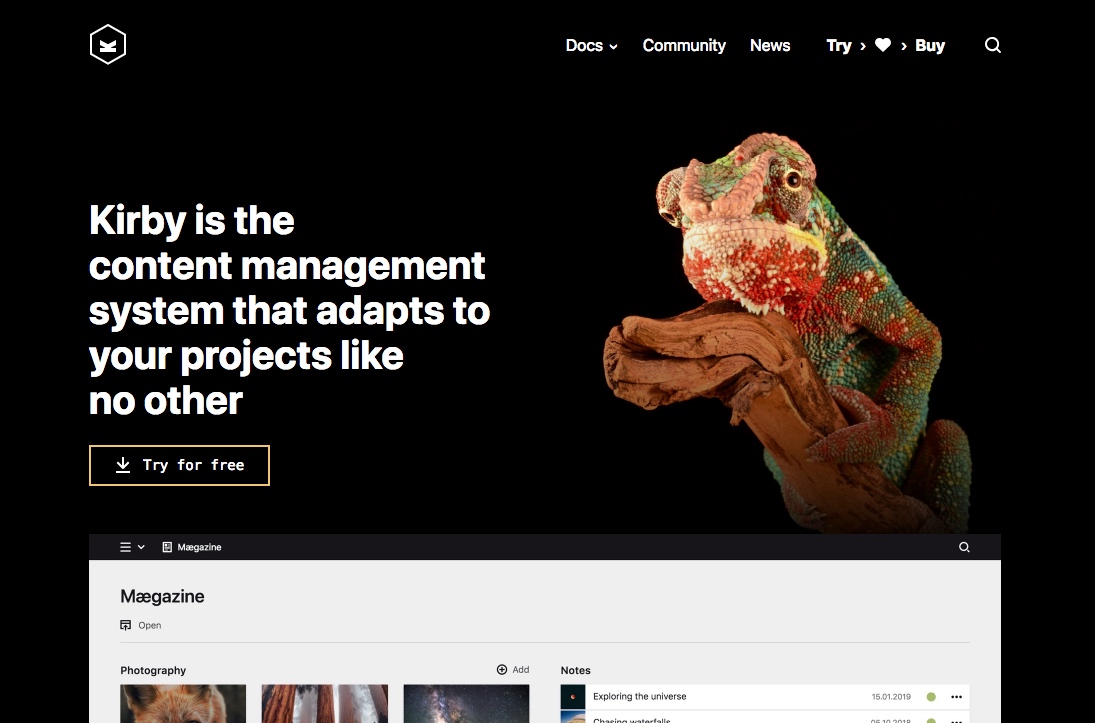 Docs Community News Try › ♥ › Buy
Kirby is the
content management
system that adapts to
your projects like
no other
Try for free
Mægazine
Mægazine
Open
Photography
Add
Notes
Exploring the universe 15.01.2019
Chasing waterfalls 05.10.2018